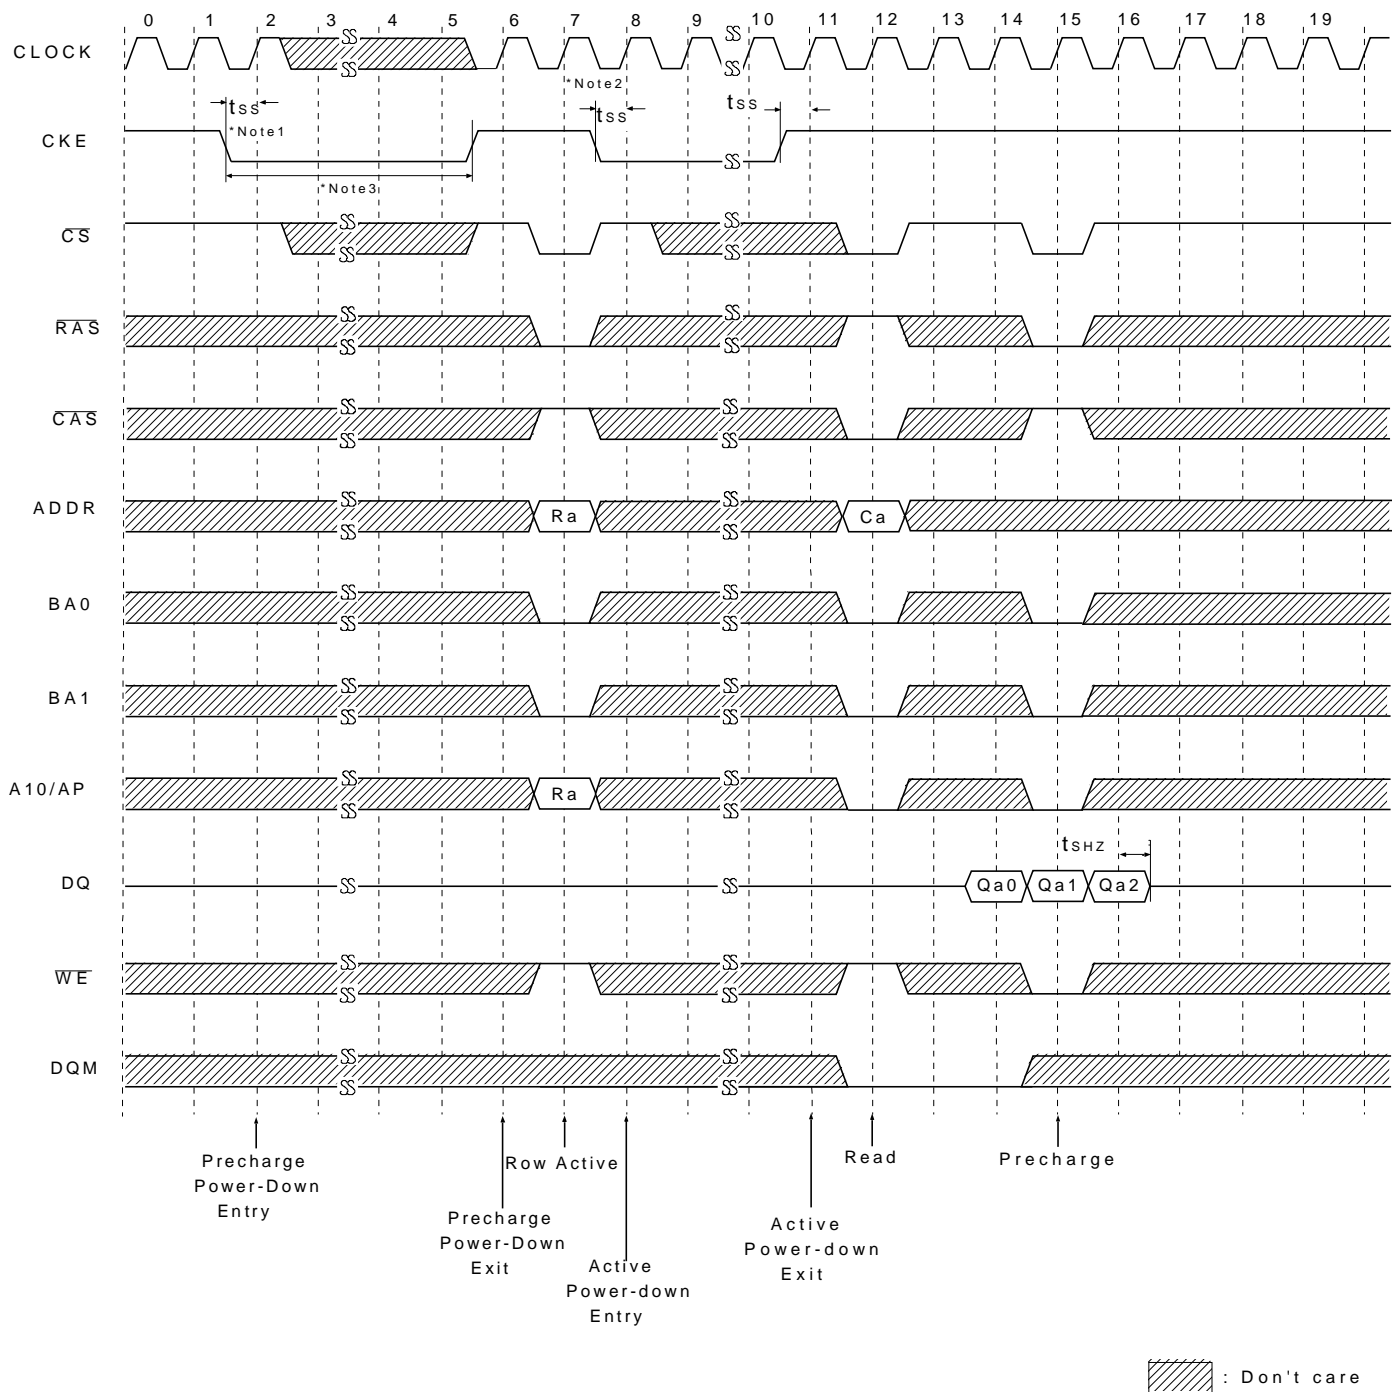 0 1 2 3 4 5 6 7 8 9 10 11 12 13 14 15 16 17 18 19
CLOCK
*Note2
tSS
tSS
tSS
*Note1
CKE
*Note3
CS
RAS
CAS
ADDR
Ra
Ca
BA0
BA1
A10/AP
Ra
tSHZ
DQ
Qa0
Qa1
Qa2
WE
DQM
Precharge
Power-Down
Entry
Precharge
Power-Down
Exit
Row Active
Active
Power-down
Entry
Active
Power-down
Exit
Read
Precharge
: Don't care